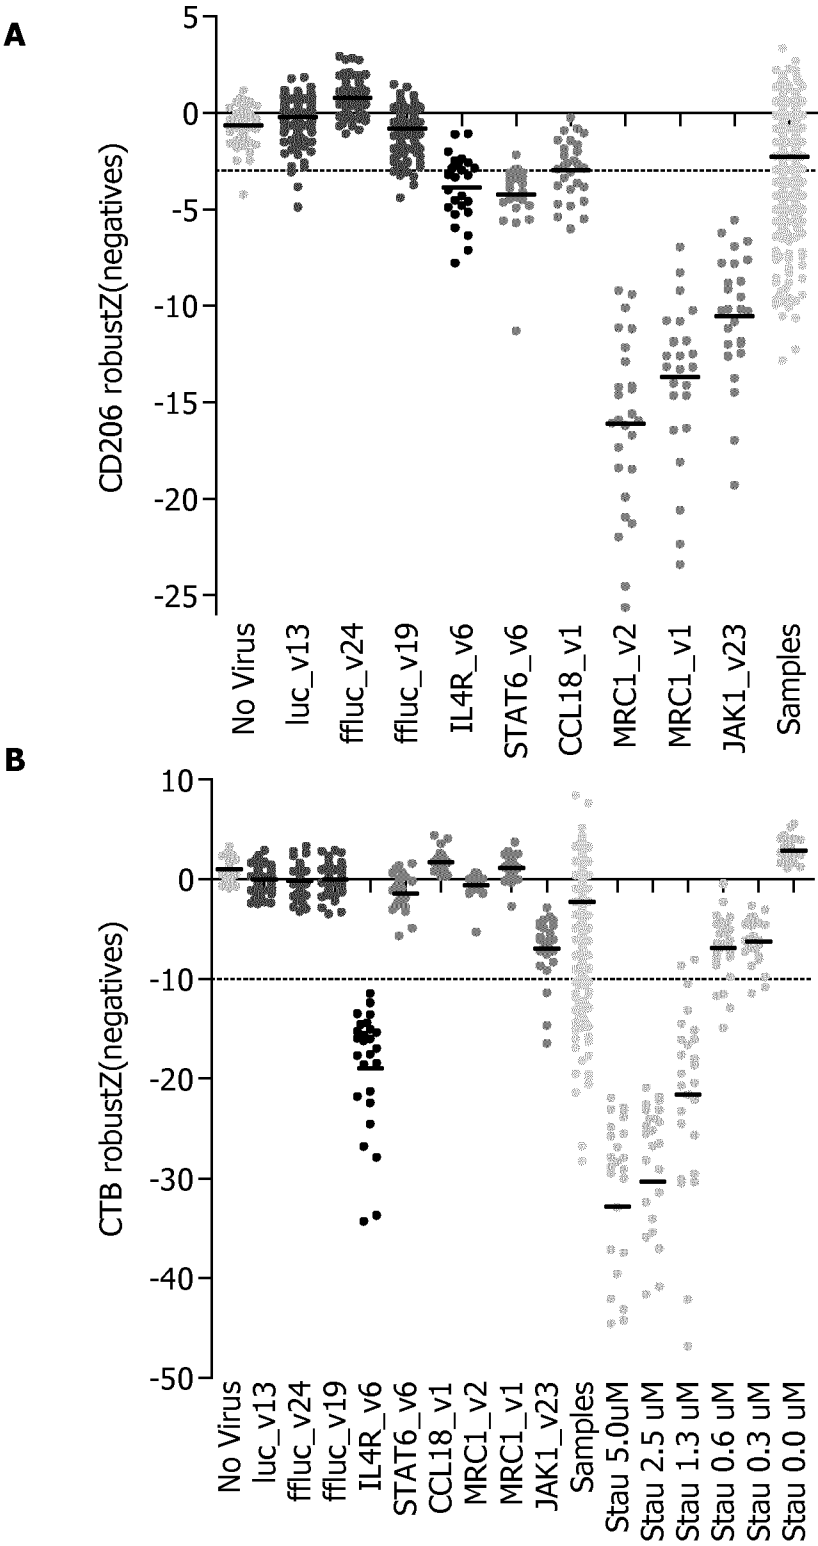 A
5
0
-5
-10
-15
-20
-25
CD206 robustZ(negatives)
No Virus
luc_v13
ffluc_v24
ffluc_v19
IL4R_v6
STAT6_v6
CCL18_v1
MRC1_v2
MRC1_v1
JAK1_v23
Samples
B
10
0
-10
-20
-30
-40
-50
CTB robustZ(negatives)
No Virus
luc_v13
ffluc_v24
ffluc_v19
IL4R_v6
STAT6_v6
CCL18_v1
MRC1_v2
MRC1_v1
JAK1_v23
Samples
Stau 5.0uM
Stau 2.5 uM
Stau 1.3 uM
Stau 0.6 uM
Stau 0.3 uM
Stau 0.0 uM